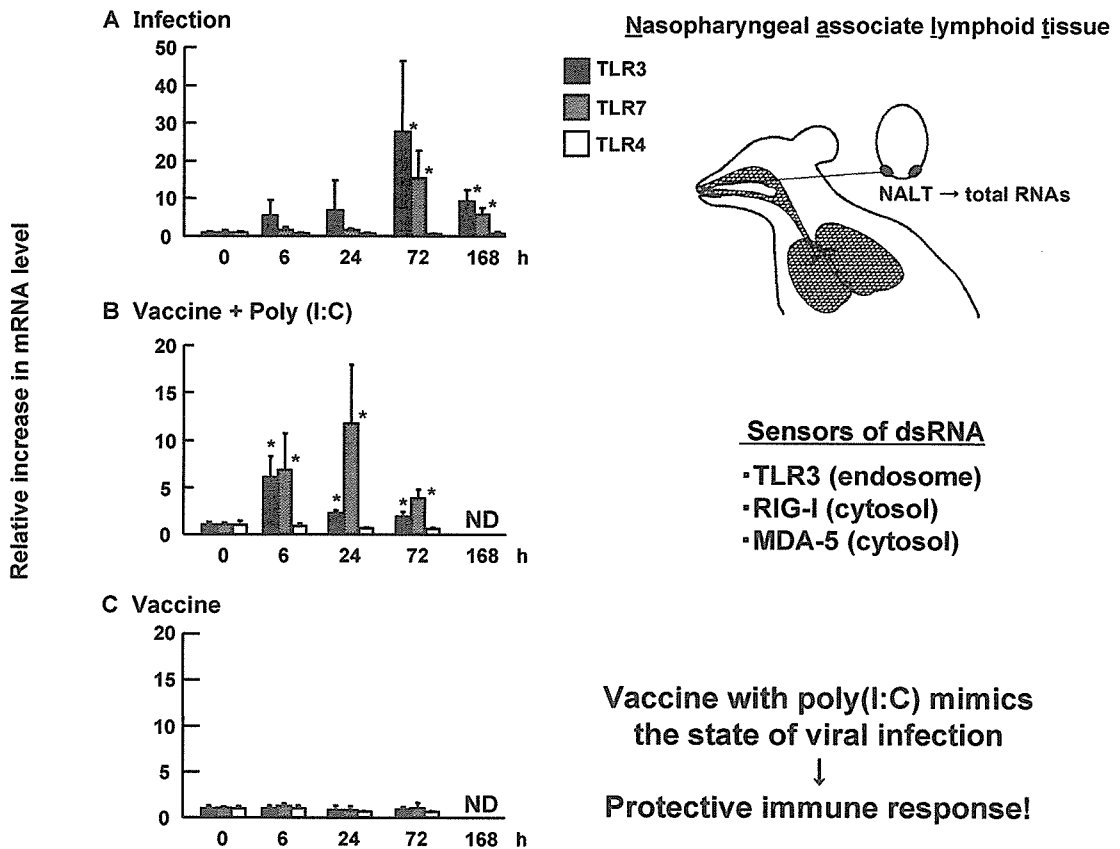 A Infection
50
40
30
20
10
0
0 6 24 72 168 h
* * * *
Nasopharyngeal associate lymphoid tissue
TLR3
TLR7
TLR4
NALT → total RNAs
Relative increase in mRNA level
B Vaccine + Poly (I:C)
20
15
10
5
0
* * * * * *
ND
0 6 24 72 168 h
Sensors of dsRNA
▪TLR3 (endosome)
▪RIG-I (cytosol)
▪MDA-5 (cytosol)
C Vaccine
20
15
10
5
0
ND
0 6 24 72 168 h
Vaccine with poly(I:C) mimics
the state of viral infection
↓
Protective immune response!